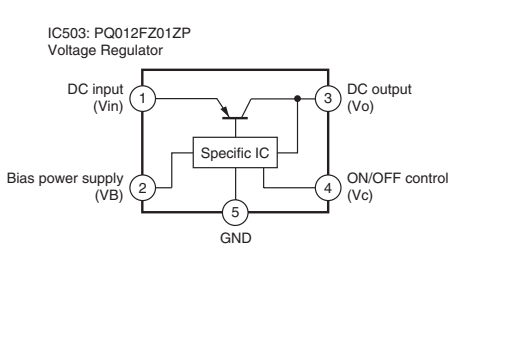 IC503: PQ012FZ01ZP
Voltage Regulator
DC input
(Vin)
1
3
DC output
(Vo)
Specific IC
Bias power supply
(VB)
2
4
ON/OFF control
(Vc)
5
GND